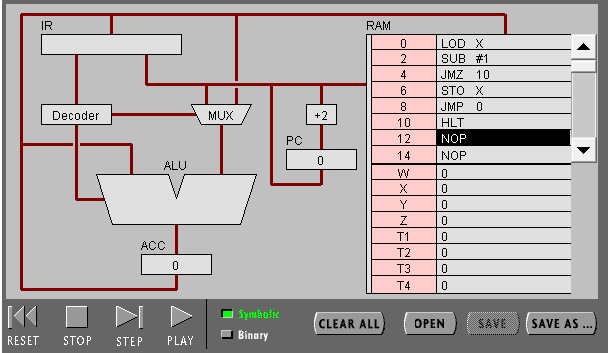 IR
RAM
0 LOD X
2 SUB #1
4 JMZ 10
6 STO X
8 JMP 0
10 HLT
12 NOP
14 NOP
W 0
X 0
Y 0
Z 0
T1 0
T2 0
T3 0
T4 0
Decoder
MUX
+2
PC
0
ALU
ACC
0
RESET
STOP
STEP
PLAY
Symbolic
Binary
CLEAR ALL
OPEN
SAVE
SAVE AS ...